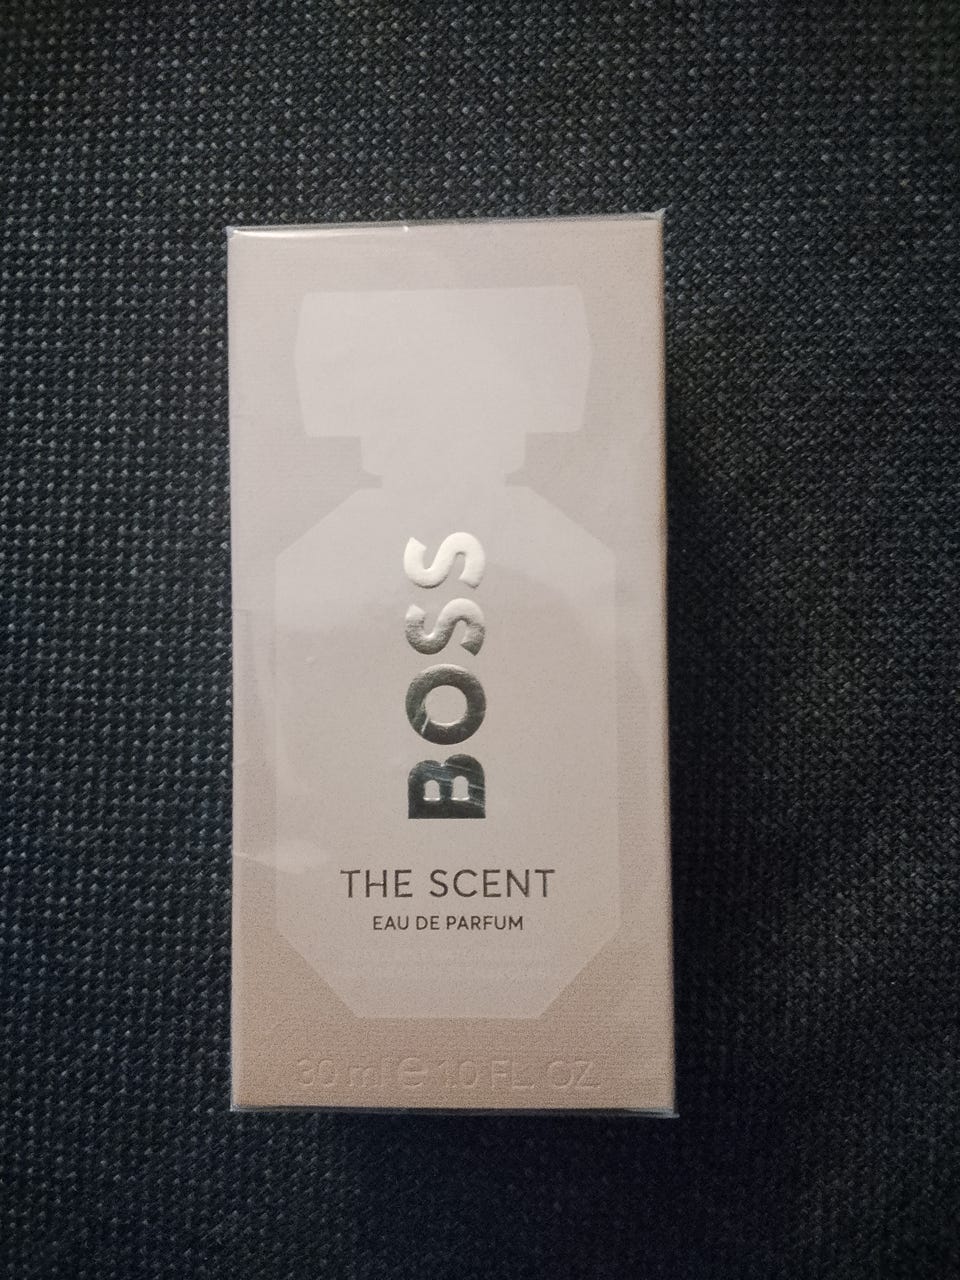 BOSS
THE SCENT
EAU DE PARFUM
30 ml ℮ 1.0 FL. OZ